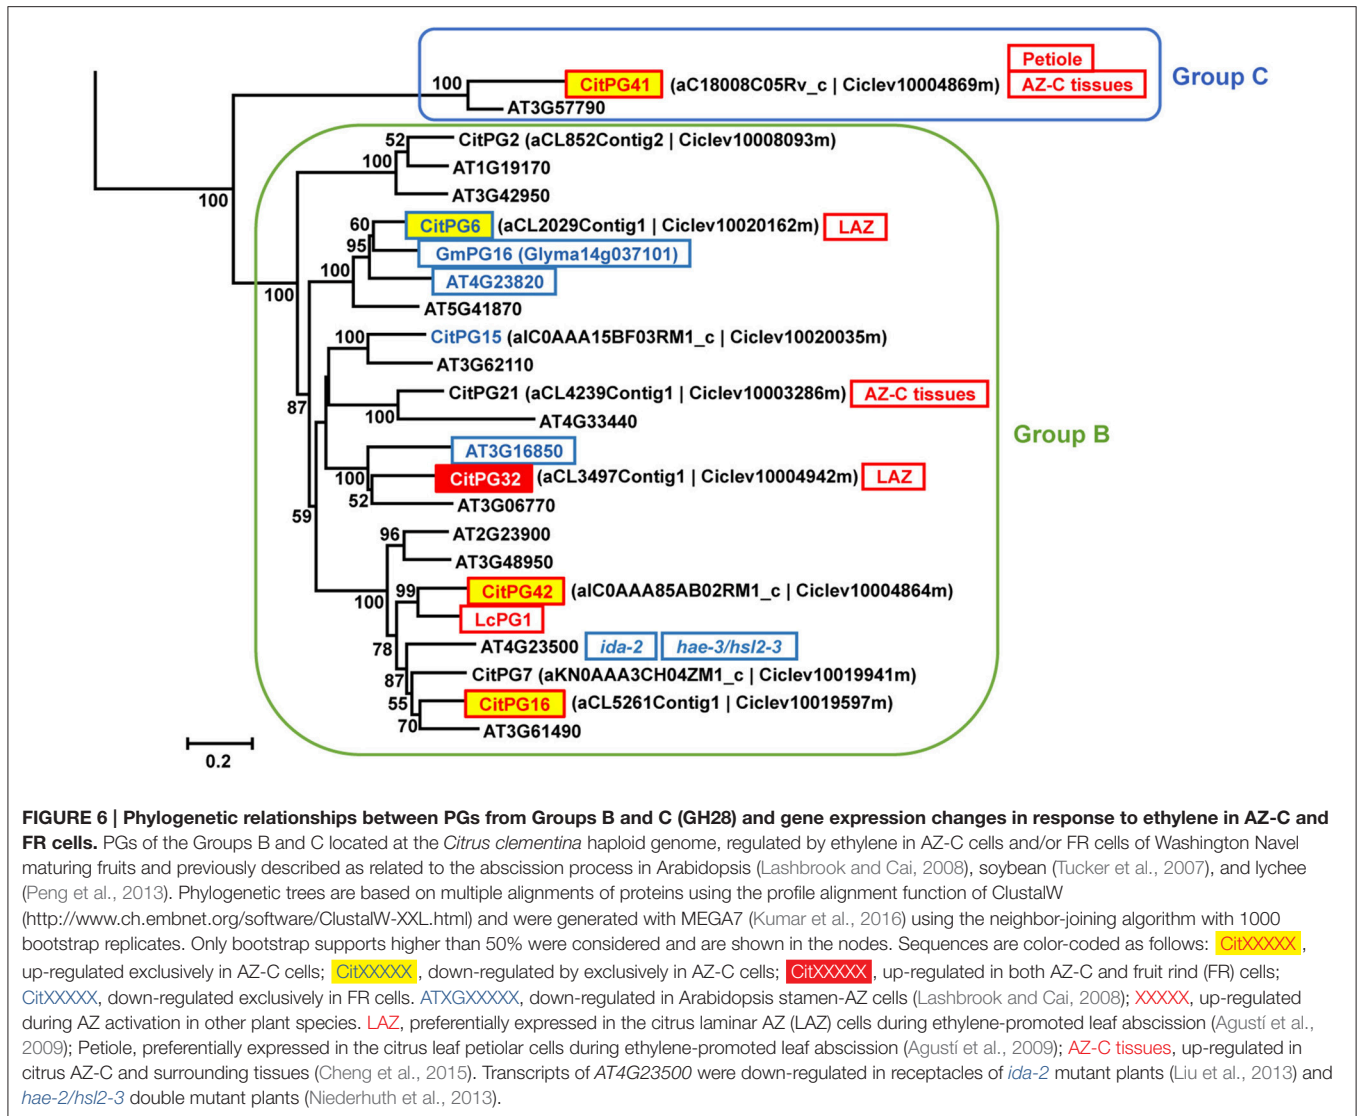 Petiole
100
CitPG41 (aC18008C05Rv_c | Ciclev10004869m) AZ-C tissues
Group C
AT3G57790
52
CitPG2 (aCL852Contig2 | Ciclev10008093m)
100
AT1G19170
100
AT3G42950
60
CitPG6 (aCL2029Contig1 | Ciclev10020162m) LAZ
95
GmPG16 (Glyma14g037101)
100
AT4G23820
100
AT5G41870
100
CitPG15 (aIC0AAA15BF03RM1_c | Ciclev10020035m)
AT3G62110
87
CitPG21 (aCL4239Contig1 | Ciclev10003286m) AZ-C tissues
100
AT4G33440
Group B
AT3G16850
100
CitPG32 (aCL3497Contig1 | Ciclev10004942m) LAZ
52
AT3G06770
59
96
AT2G23900
AT3G48950
99
CitPG42 (aIC0AAA85AB02RM1_c | Ciclev10004864m)
100
LcPG1
78
AT4G23500 ida-2 hae-3/hsl2-3
87
CitPG7 (aKN0AAA3CH04ZM1_c | Ciclev10019941m)
55
CitPG16 (aCL5261Contig1 | Ciclev10019597m)
70
AT3G61490
0.2
FIGURE 6 | Phylogenetic relationships between PGs from Groups B and C (GH28) and gene expression changes in response to ethylene in AZ-C and
FR cells. PGs of the Groups B and C located at the Citrus clementina haploid genome, regulated by ethylene in AZ-C cells and/or FR cells of Washington Navel
maturing fruits and previously described as related to the abscission process in Arabidopsis (Lashbrook and Cai, 2008), soybean (Tucker et al., 2007), and lychee
(Peng et al., 2013). Phylogenetic trees are based on multiple alignments of proteins using the profile alignment function of ClustalW
(http://www.ch.embnet.org/software/ClustalW-XXL.html) and were generated with MEGA7 (Kumar et al., 2016) using the neighbor-joining algorithm with 1000
bootstrap replicates. Only bootstrap supports higher than 50% were considered and are shown in the nodes. Sequences are color-coded as follows: CitXXXXX,
up-regulated exclusively in AZ-C cells; CitXXXXX, down-regulated by exclusively in AZ-C cells; CitXXXXX, up-regulated in both AZ-C and fruit rind (FR) cells;
CitXXXXX, down-regulated exclusively in FR cells. ATXGXXXXX, down-regulated in Arabidopsis stamen-AZ cells (Lashbrook and Cai, 2008); XXXXX, up-regulated
during AZ activation in other plant species. LAZ, preferentially expressed in the citrus laminar AZ (LAZ) cells during ethylene-promoted leaf abscission (Agustí et al.,
2009); Petiole, preferentially expressed in the citrus leaf petiolar cells during ethylene-promoted leaf abscission (Agustí et al., 2009); AZ-C tissues, up-regulated in
citrus AZ-C and surrounding tissues (Cheng et al., 2015). Transcripts of AT4G23500 were down-regulated in receptacles of ida-2 mutant plants (Liu et al., 2013) and
hae-2/hsl2-3 double mutant plants (Niederhuth et al., 2013).